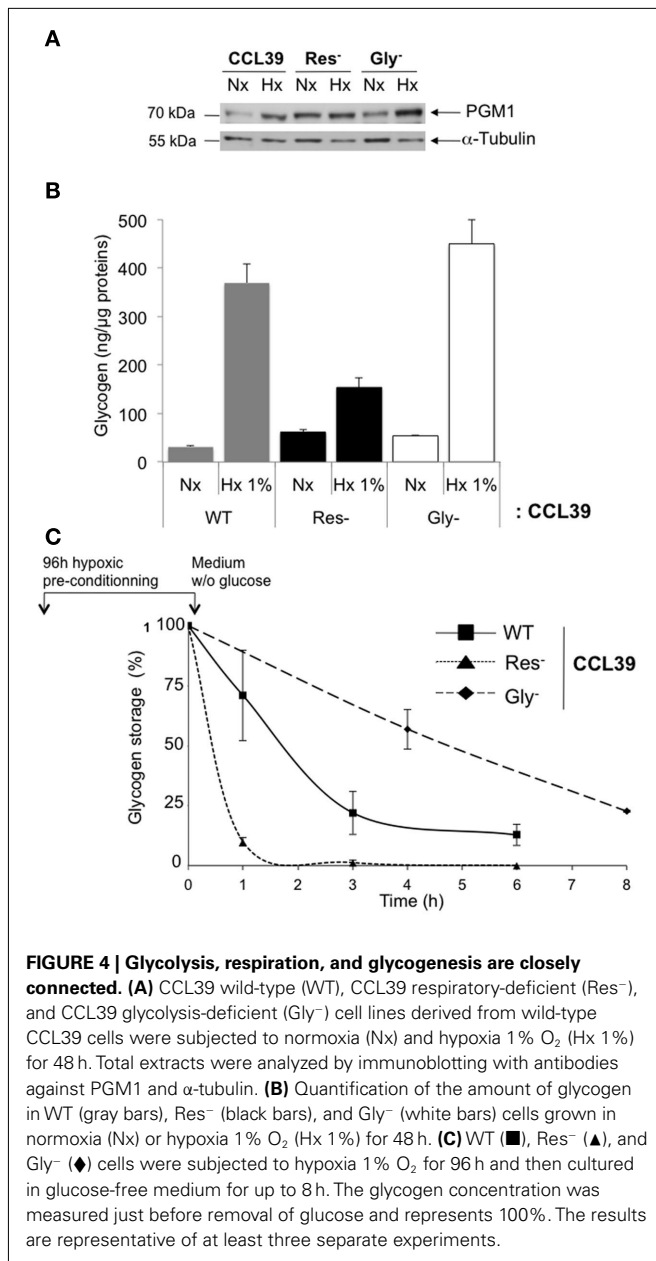 A
CCL39 Res⁻ Gly⁻
Nx Hx Nx Hx Nx Hx
70 kDa PGM1
55 kDa α-Tubulin
B
Glycogen (ng/µg proteins)
500
400
300
200
100
0
Nx Hx 1% Nx Hx 1% Nx Hx 1%
WT Res- Gly-
: CCL39
C
96h hypoxic
pre-conditionning
Medium
w/o glucose
Glycogen storage (%)
1 100
75
50
25
0
0 1 2 3 4 5 6 7 8
Time (h)
WT
Res⁻
Gly⁻
CCL39
FIGURE 4 | Glycolysis, respiration, and glycogenesis are closely
connected. (A) CCL39 wild-type (WT), CCL39 respiratory-deficient (Res⁻),
and CCL39 glycolysis-deficient (Gly⁻) cell lines derived from wild-type
CCL39 cells were subjected to normoxia (Nx) and hypoxia 1% O₂ (Hx 1%)
for 48 h. Total extracts were analyzed by immunoblotting with antibodies
against PGM1 and α-tubulin. (B) Quantification of the amount of glycogen
in WT (gray bars), Res⁻ (black bars), and Gly⁻ (white bars) cells grown in
normoxia (Nx) or hypoxia 1% O₂ (Hx 1%) for 48 h. (C) WT (■), Res⁻ (▲), and
Gly⁻ (♦) cells were subjected to hypoxia 1% O₂ for 96 h and then cultured
in glucose-free medium for up to 8 h. The glycogen concentration was
measured just before removal of glucose and represents 100%. The results
are representative of at least three separate experiments.